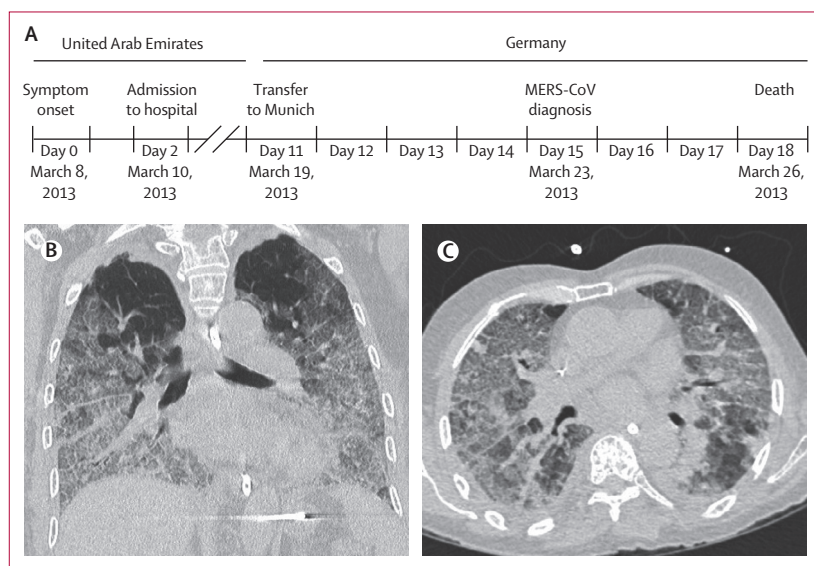 A
United Arab Emirates
Germany
Symptom onset
Admission to hospital
Transfer to Munich
MERS-CoV diagnosis
Death
Day 0
March 8, 2013
Day 2
March 10, 2013
Day 11
March 19, 2013
Day 12
Day 13
Day 14
Day 15
March 23, 2013
Day 16
Day 17
Day 18
March 26, 2013
B
C